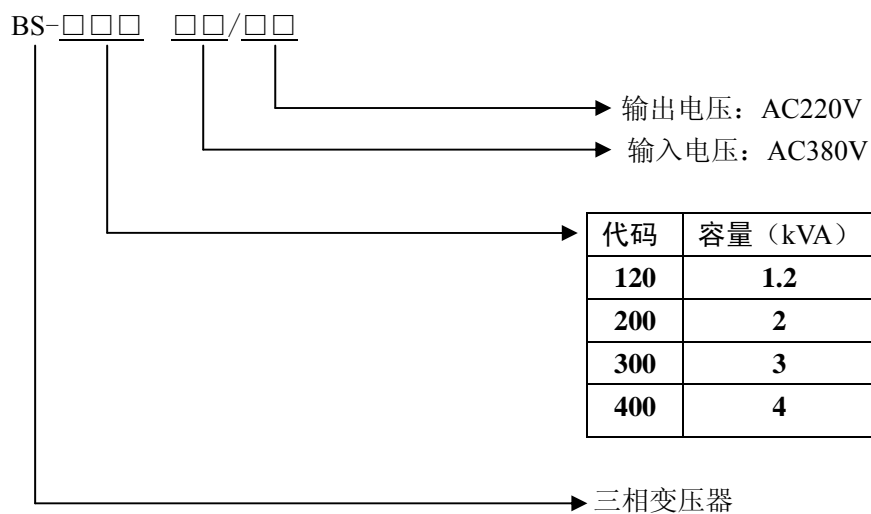 BS-□□□ □□/□□
输出电压：AC220V
输入电压：AC380V
代码 容量（kVA）
120 1.2
200 2
300 3
400 4
三相变压器